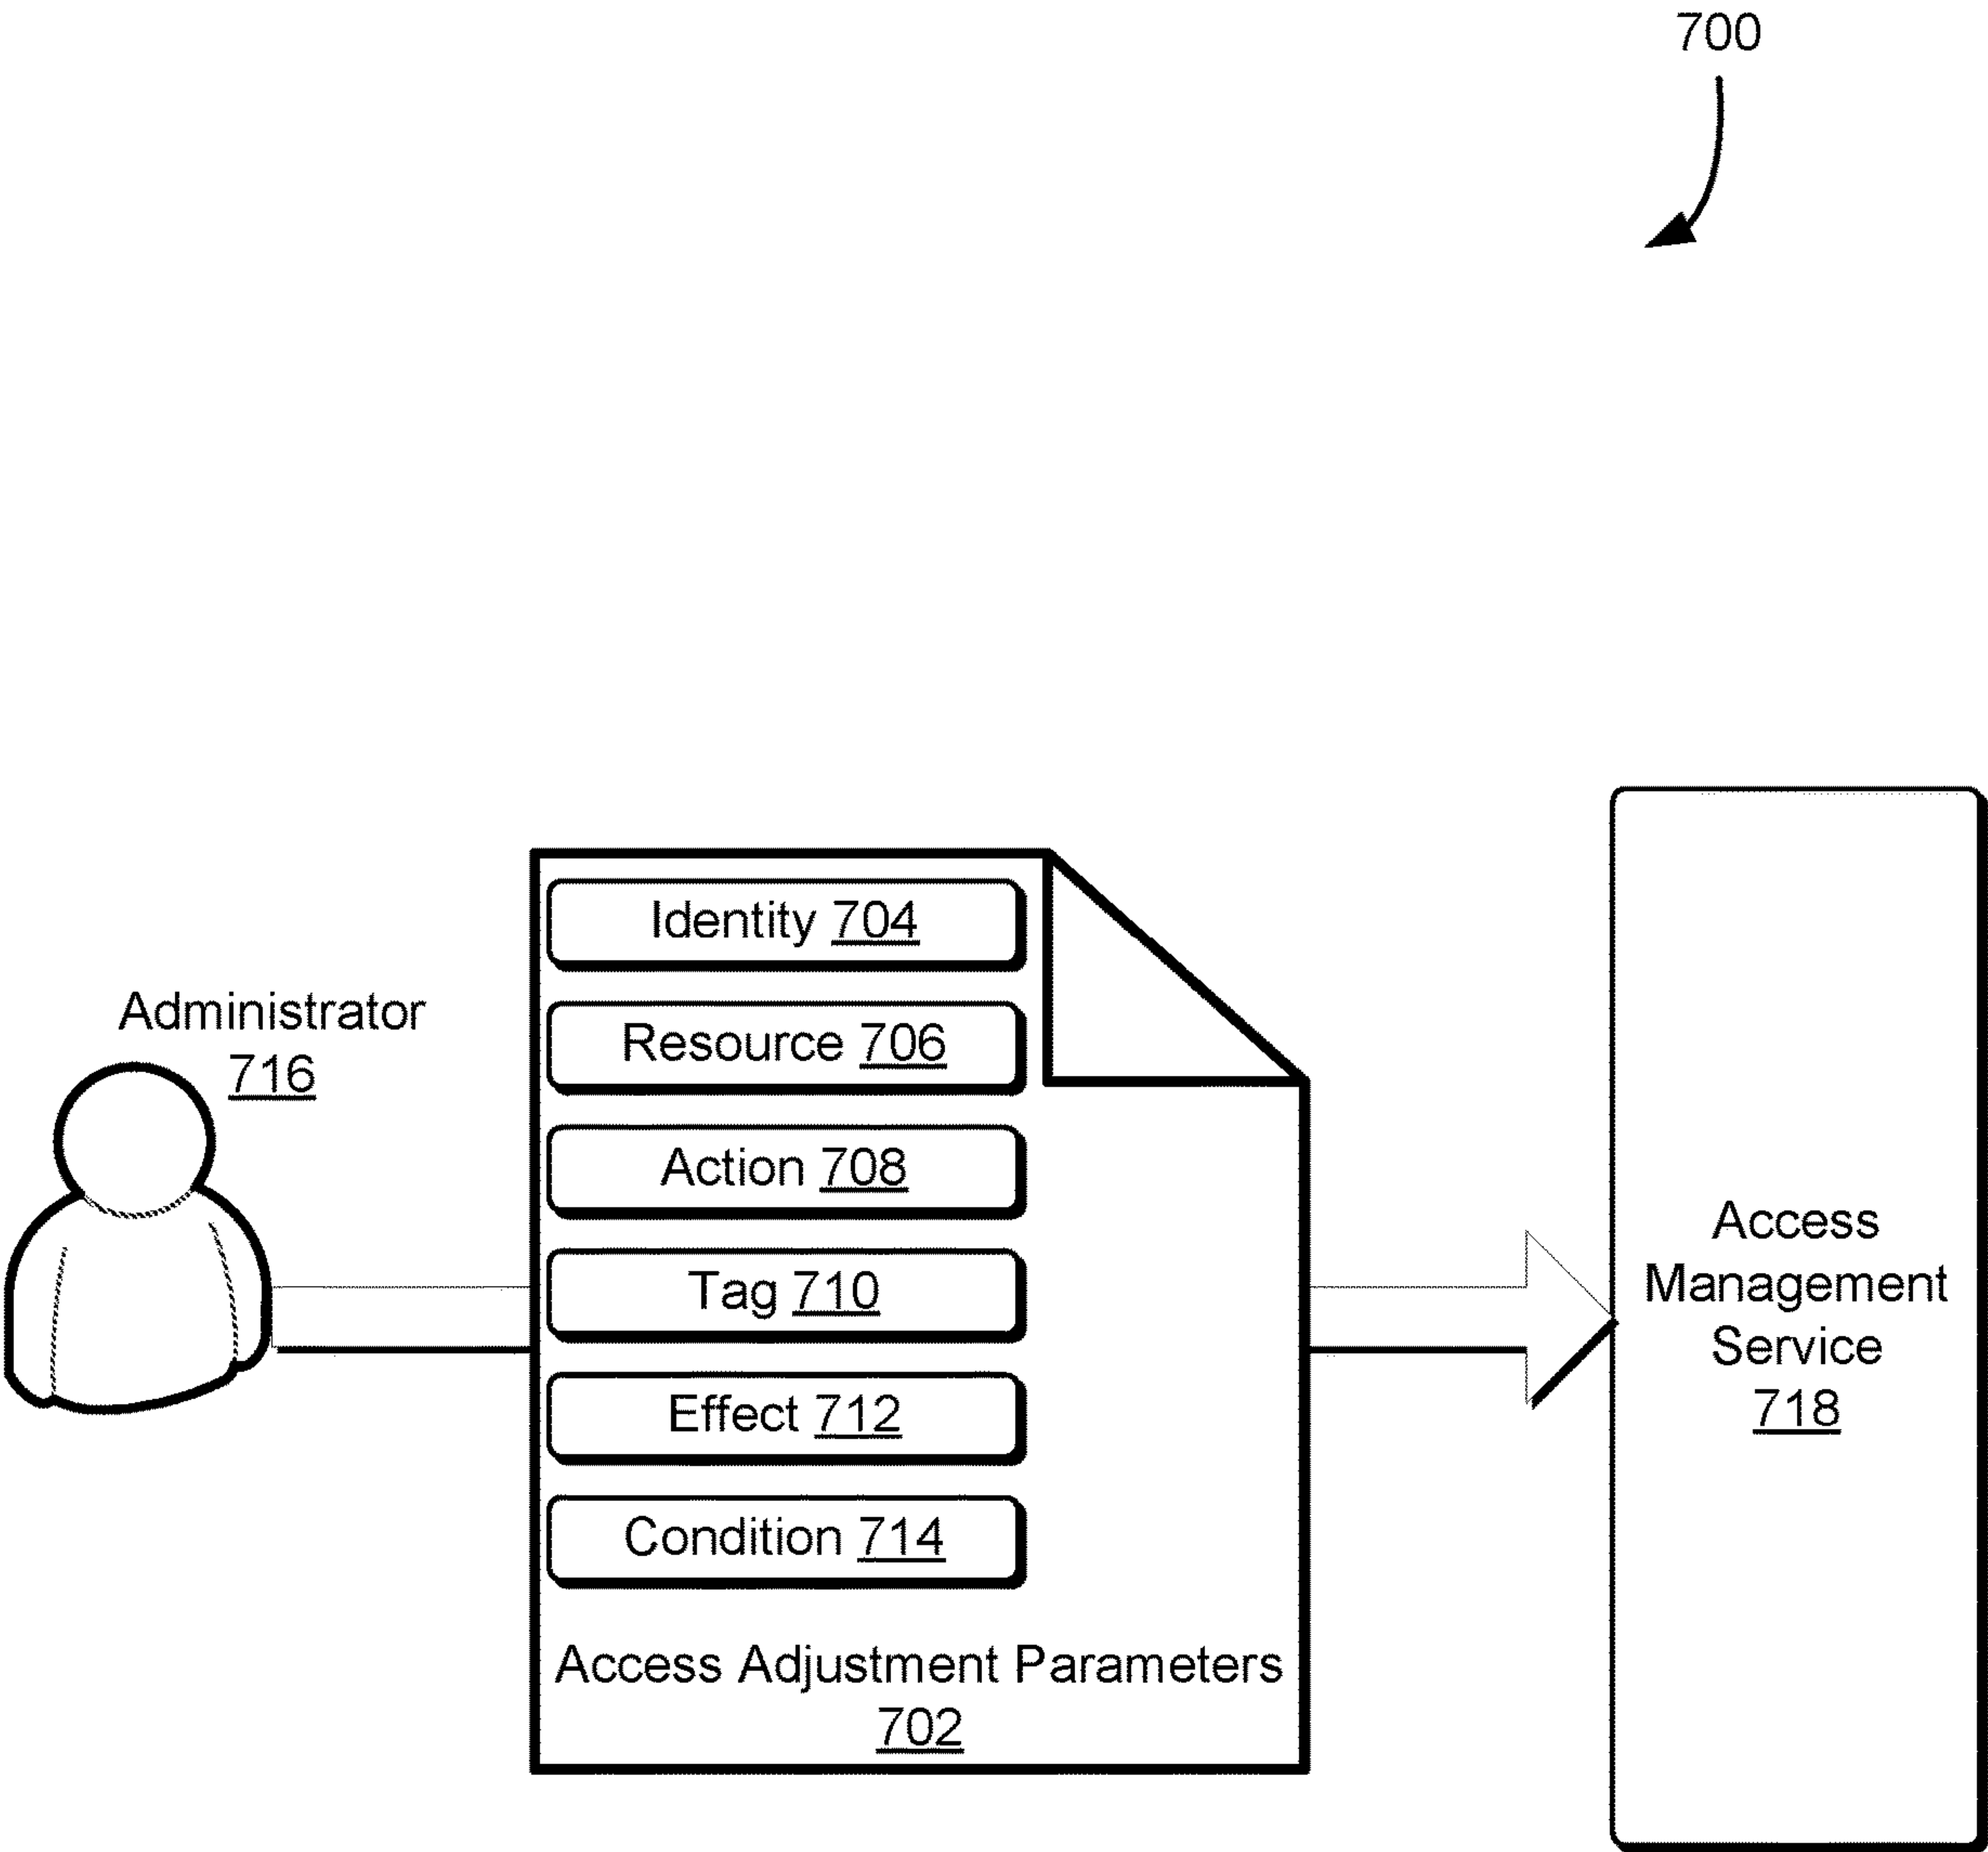 700
Administrator
716
Identity 704
Resource 706
Action 708
Tag 710
Effect 712
Condition 714
Access Adjustment Parameters
702
Access
Management
Service
718